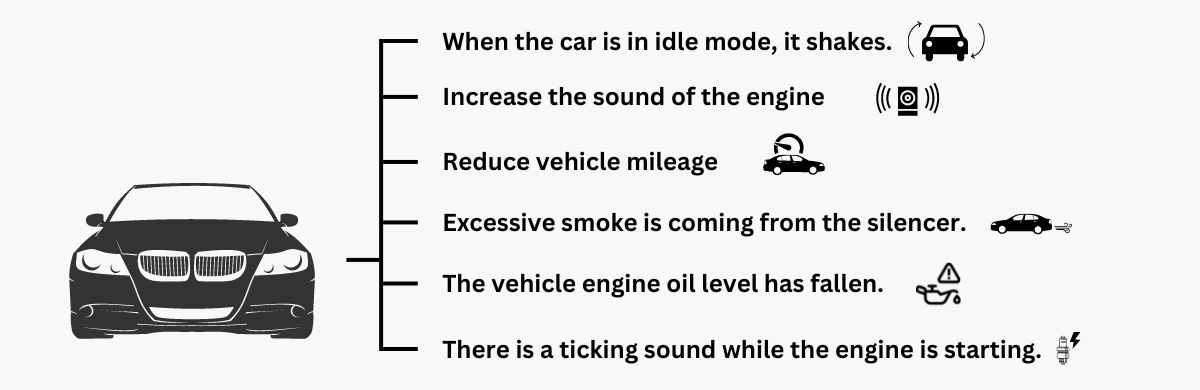 When the car is in idle mode, it shakes.
Increase the sound of the engine
Reduce vehicle mileage
Excessive smoke is coming from the silencer.
The vehicle engine oil level has fallen.
There is a ticking sound while the engine is starting.